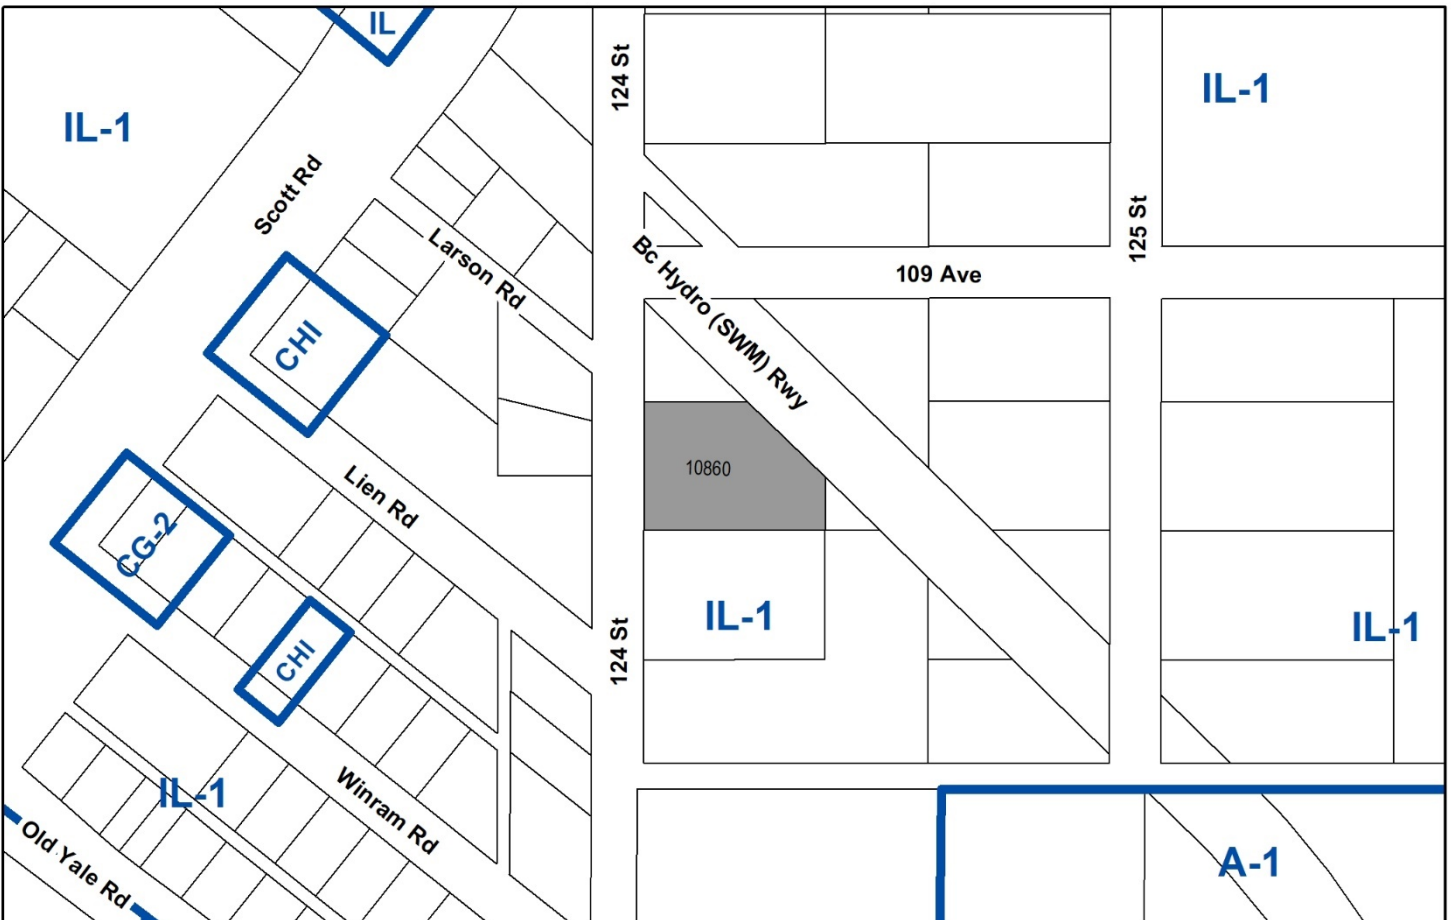 IL
124 St
IL-1
IL-1
Scott Rd
125 St
Larson Rd
Bc Hydro (SWM) Rwy
109 Ave
CHI
10860
Lien Rd
CG-2
IL-1
IL-1
124 St
CHI
IL-1
Winram Rd
Old Yale Rd
A-1